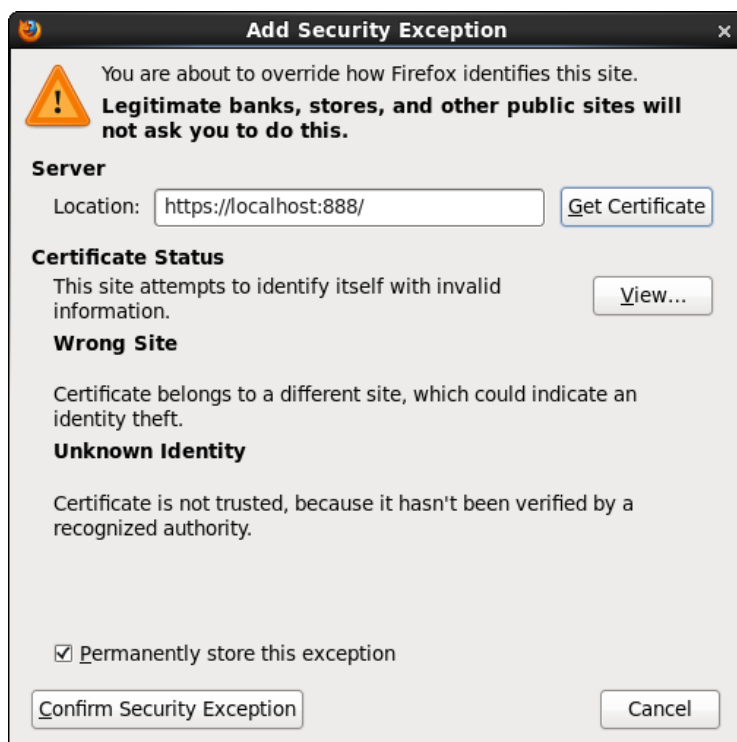 Add Security Exception
You are about to override how Firefox identifies this site.
Legitimate banks, stores, and other public sites will
not ask you to do this.
Server
Location: https://localhost:888/ Get Certificate
Certificate Status
This site attempts to identify itself with invalid
information.
View...
Wrong Site
Certificate belongs to a different site, which could indicate an
identity theft.
Unknown Identity
Certificate is not trusted, because it hasn't been verified by a
recognized authority.
Permanently store this exception
Confirm Security Exception Cancel